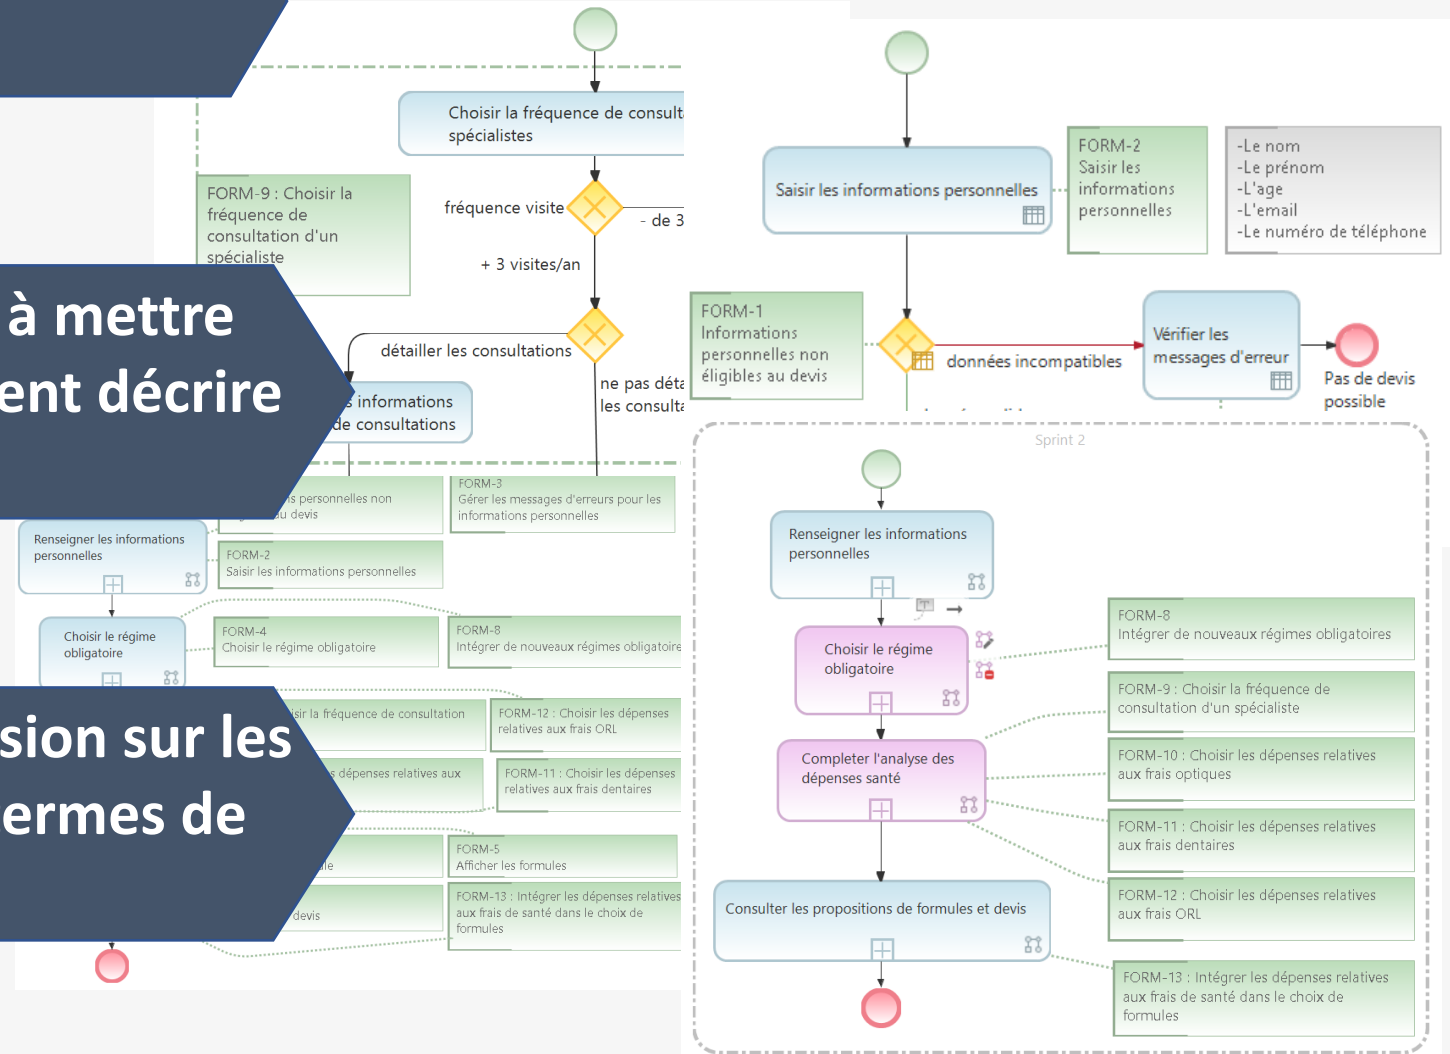 Choisir la fréquence de
spécialistes
FORM-9 : Choisir la
fréquence de
consultation d'un
spécialiste
fréquence visite
- de 3
+ 3 visites/an
détailler les consultations
ne pas
les
informations
de consultations
à mettre
décrire
sur les
de
personnelles non
devis
FORM-3
Gérer les messages d'erreurs pour les
informations personnelles
Renseigner les informations
personnelles
FORM-2
Saisir les informations personnelles
Choisir le régime
obligatoire
FORM-4
Choisir le régime obligatoire
FORM-8
Intégrer de nouveaux régimes obligatoire
la fréquence de consultation
FORM-12 : Choisir les dépenses
relatives aux frais ORL
dépenses relatives aux
FORM-11 : Choisir les dépenses
relatives aux frais dentaires
FORM-5
Afficher les formules
devis
FORM-13 : Intégrer les dépenses relatives
aux frais de santé dans le choix de
formules
Saisir les informations personnelles
FORM-2
Saisir les
informations
personnelles
-Le nom
-Le prénom
-L'age
-L'email
-Le numéro de téléphone
FORM-1
Informations
personnelles non
éligibles au devis
données incompatibles
Vérifier les
messages d'erreur
Pas de devis
possible
Sprint 2
Renseigner les informations
personnelles
Choisir le régime
obligatoire
FORM-8
Intégrer de nouveaux régimes obligatoires
FORM-9 : Choisir la fréquence de
consultation d'un spécialiste
Completer l'analyse des
dépenses santé
FORM-10 : Choisir les dépenses relatives
aux frais optiques
FORM-11 : Choisir les dépenses relatives
aux frais dentaires
FORM-12 : Choisir les dépenses relatives
aux frais ORL
Consulter les propositions de formules et devis
FORM-13 : Intégrer les dépenses relatives
aux frais de santé dans le choix de
formules